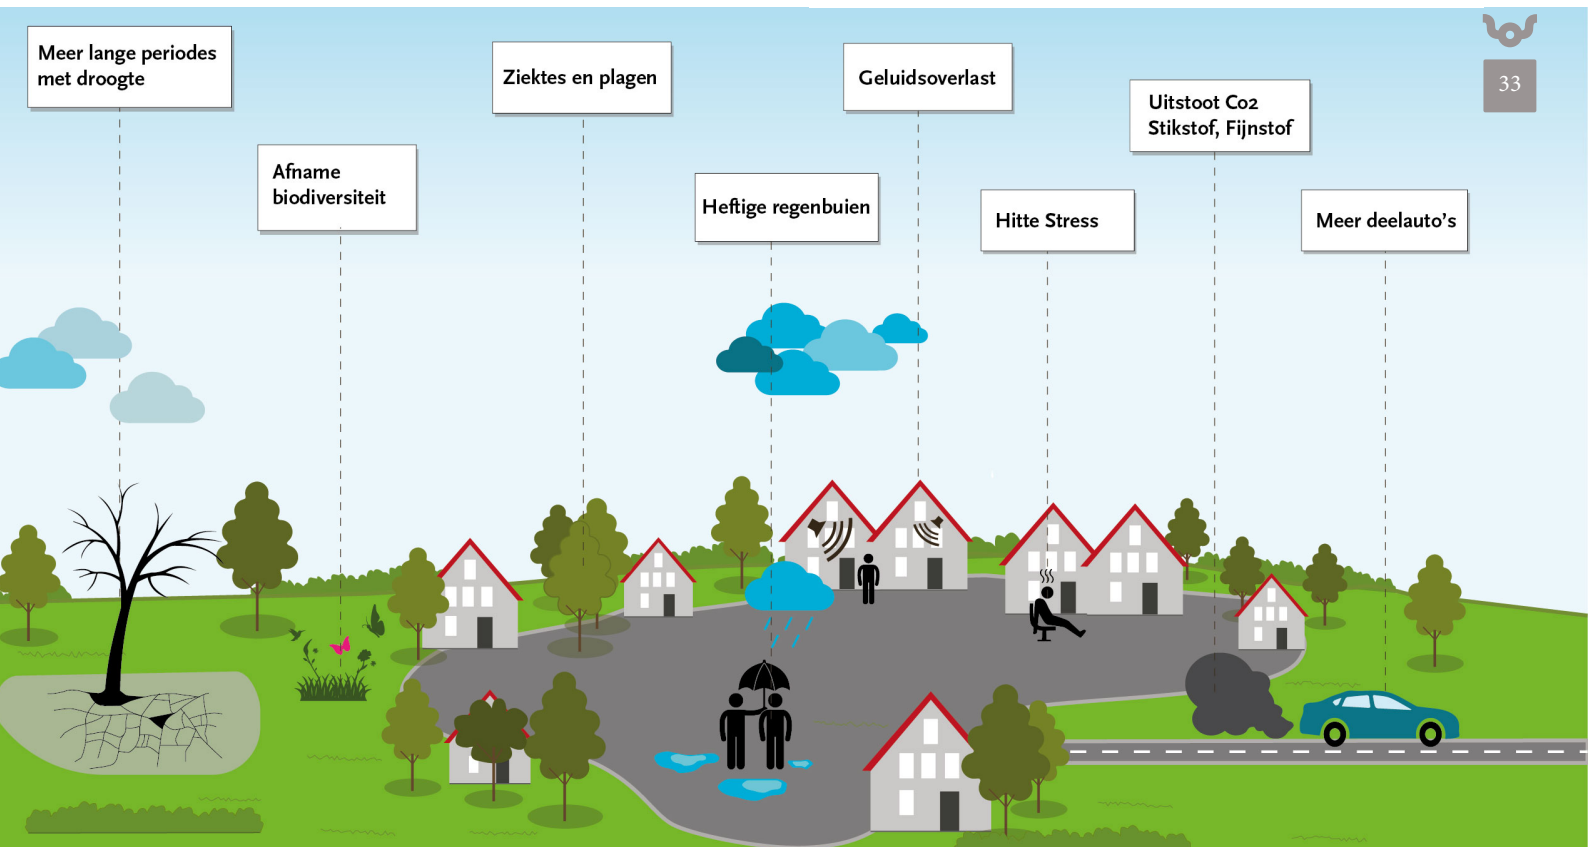 Meer lange periodes
met droogte
Afname
biodiversiteit
Ziektes en plagen
Heftige regenbuien
Geluidsoverlast
Hitte Stress
Uitstoot Co2
Stikstof, Fijnstof
Meer deelauto's
33